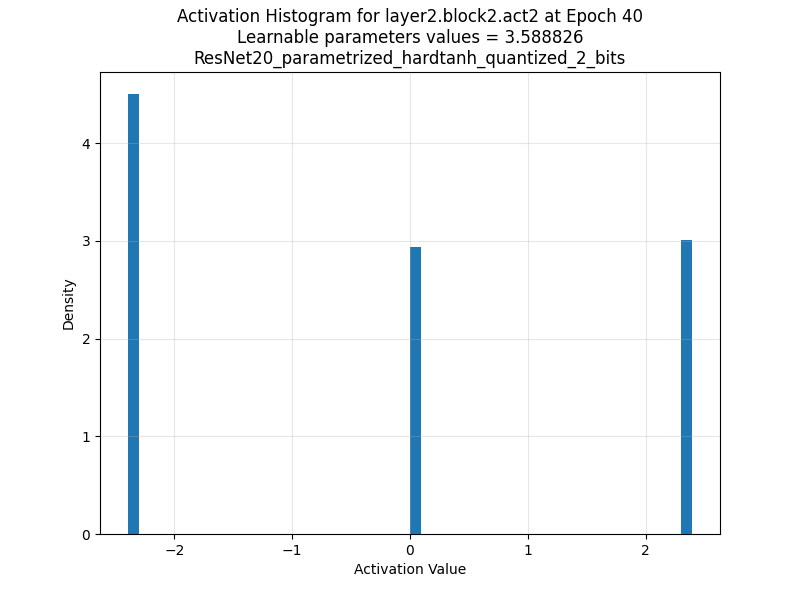 Activation Histogram for layer2.block2.act2 at Epoch 40
Learnable parameters values = 3.588826
ResNet20_parametrized_hardtanh_quantized_2_bits
Density
4
3
2
1
0
−2
−1
0
1
2
Activation Value